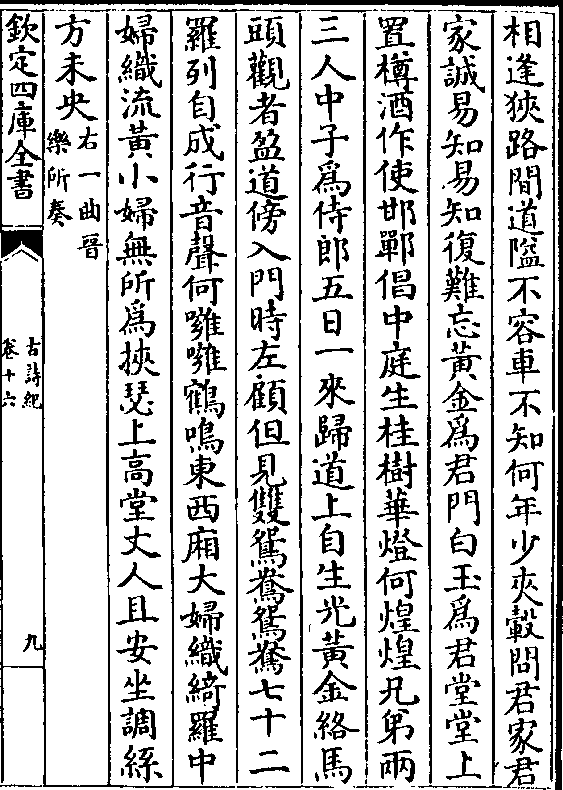 相逢狹路間道隘不容車不知何年少夾轂問君家君
家誠易知易知復難忘黃金爲君門白玉爲君堂堂上
置樽酒作使邯鄲倡中庭生桂樹華燈何煌煌兄弟兩
三人中子爲侍郎五日一來歸道上自生光黃金絡馬
頭觀者盈道傍入門時左顧但見雙鴛鴦鴛鴦七十二
羅列自成行音聲何噰噰鶴鳴東西廂大婦織綺羅中
婦織流黃小婦無所爲挾瑟上高堂丈人且安坐調絲
方未央
右一曲晉
樂所奏
欽定四庫全書
古詩紀
卷十六
九